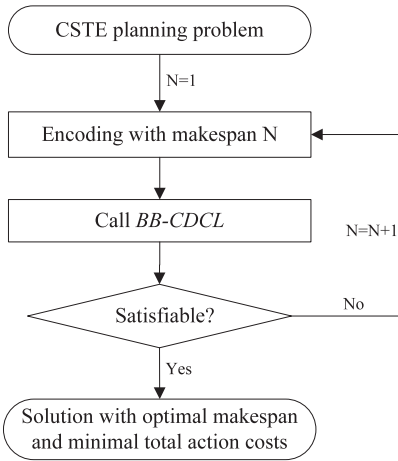 CSTE planning problem
N=1
Encoding with makespan N
Call BB-CDCL
N=N+1
Satisfiable?
No
Yes
Solution with optimal makespan
and minimal total action costs